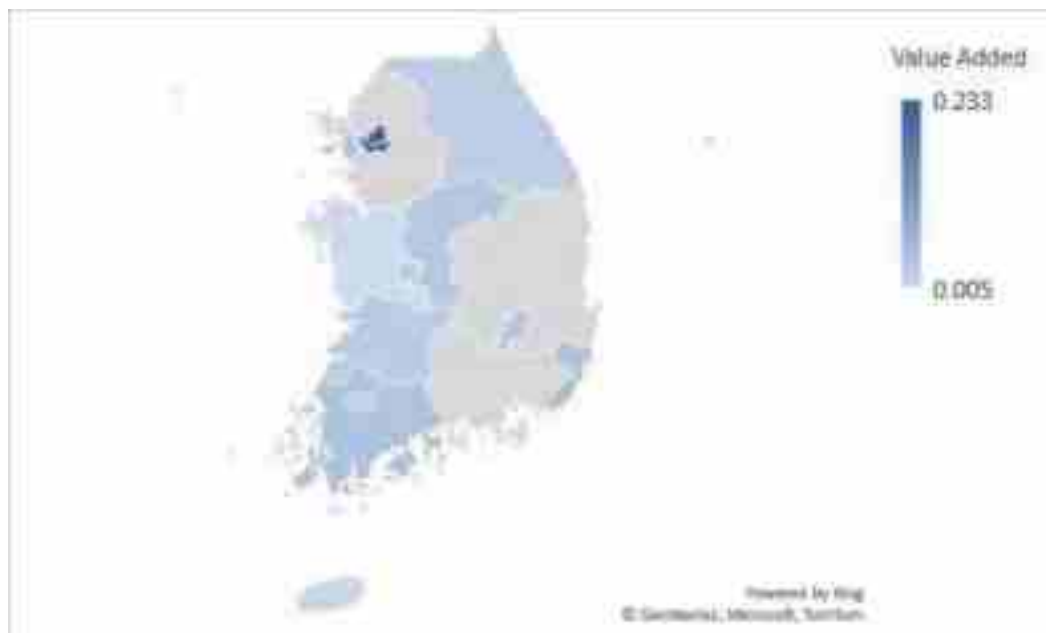 Value Added
0.233
0.005
Powered by Bing
© GeoNames, Microsoft, TomTom